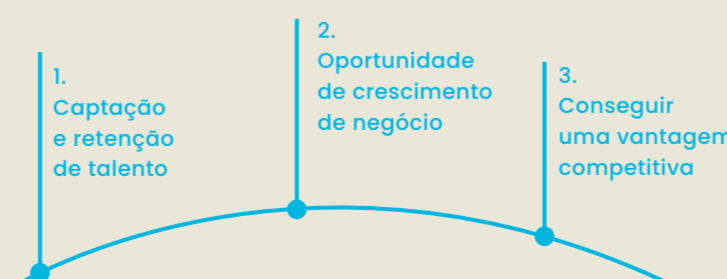 1.
Captação
e retenção
de talento
2.
Oportunidade
de crescimento
de negócio
3.
Conseguir
uma vantagem
competitiva